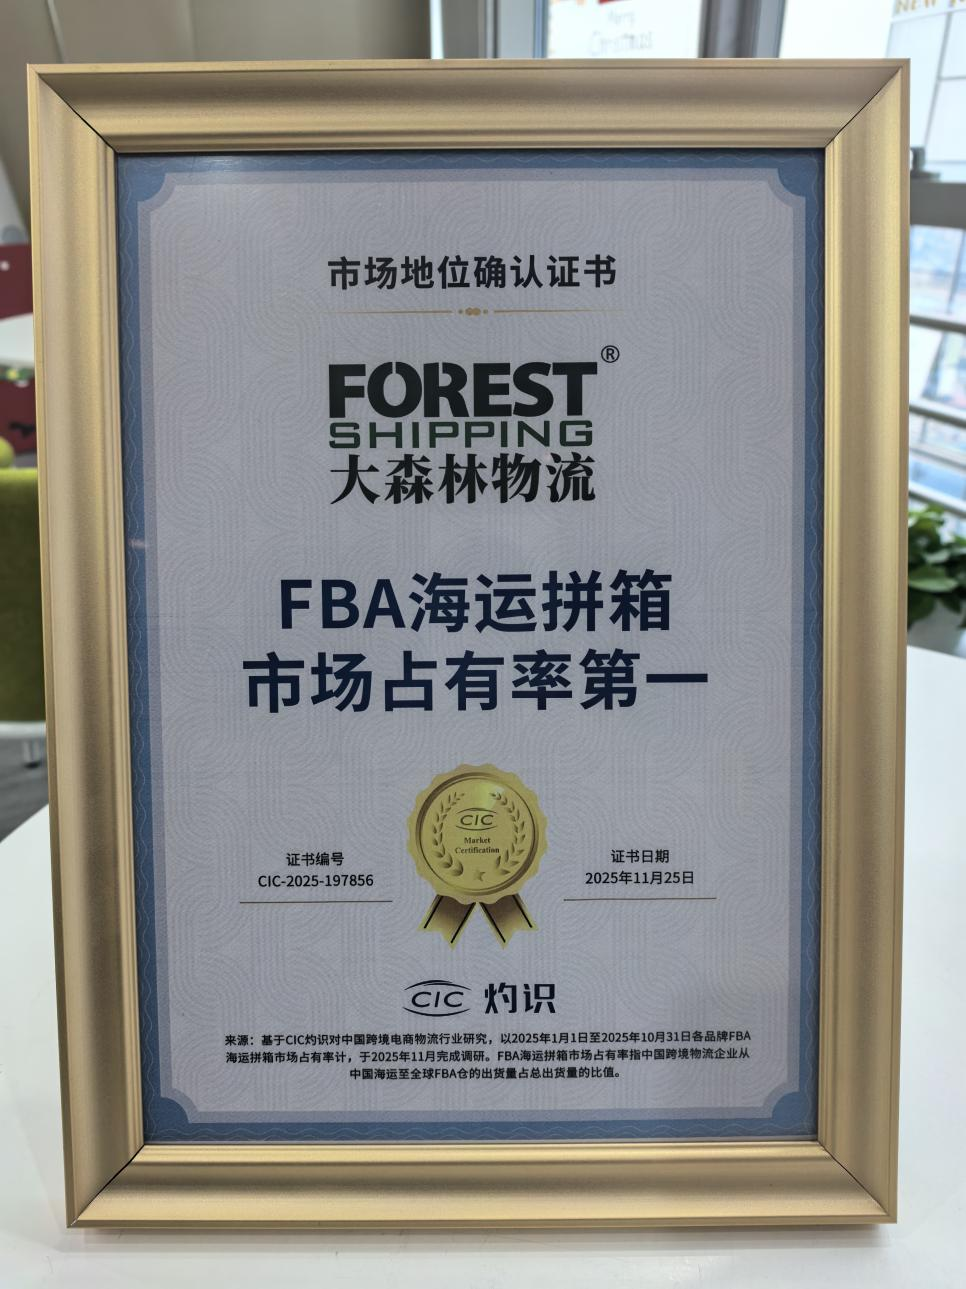 Merry
Christmas
NEW
市场地位确认证书
FOREST®
SHIPPING
大森林物流
FBA海运拼箱
市场占有率第一
CIC
Market
Certification
证书编号
CIC-2025-197856
证书日期
2025年11月25日
CIC 灼识
来源：基于CIC灼识对中国跨境电商物流行业研究，以2025年1月1日至2025年10月31日各品牌FBA
海运拼箱市场占有率计，于2025年11月完成调研。FBA海运拼箱市场占有率指中国跨境物流企业从
中国海运至全球FBA仓的出货量占总出货量的比值。